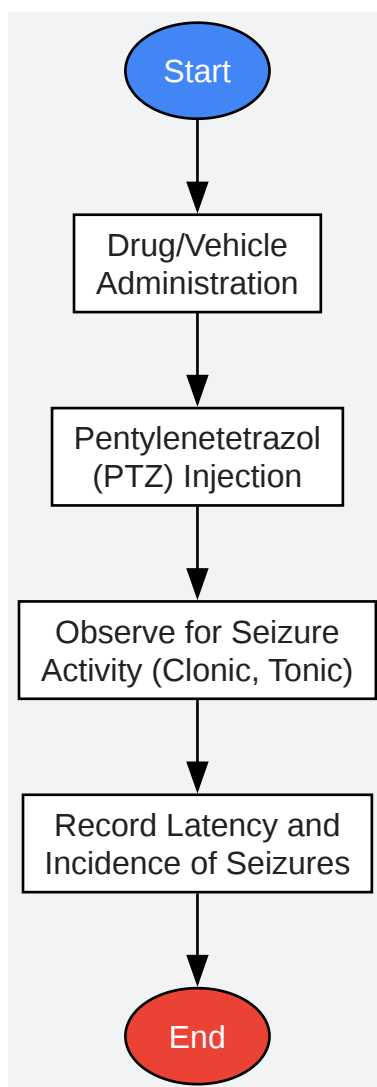 Start
Drug/Vehicle
Administration
Pentylenetetrazol
(PTZ) Injection
Observe for Seizure
Activity (Clonic, Tonic)
Record Latency and
Incidence of Seizures
End